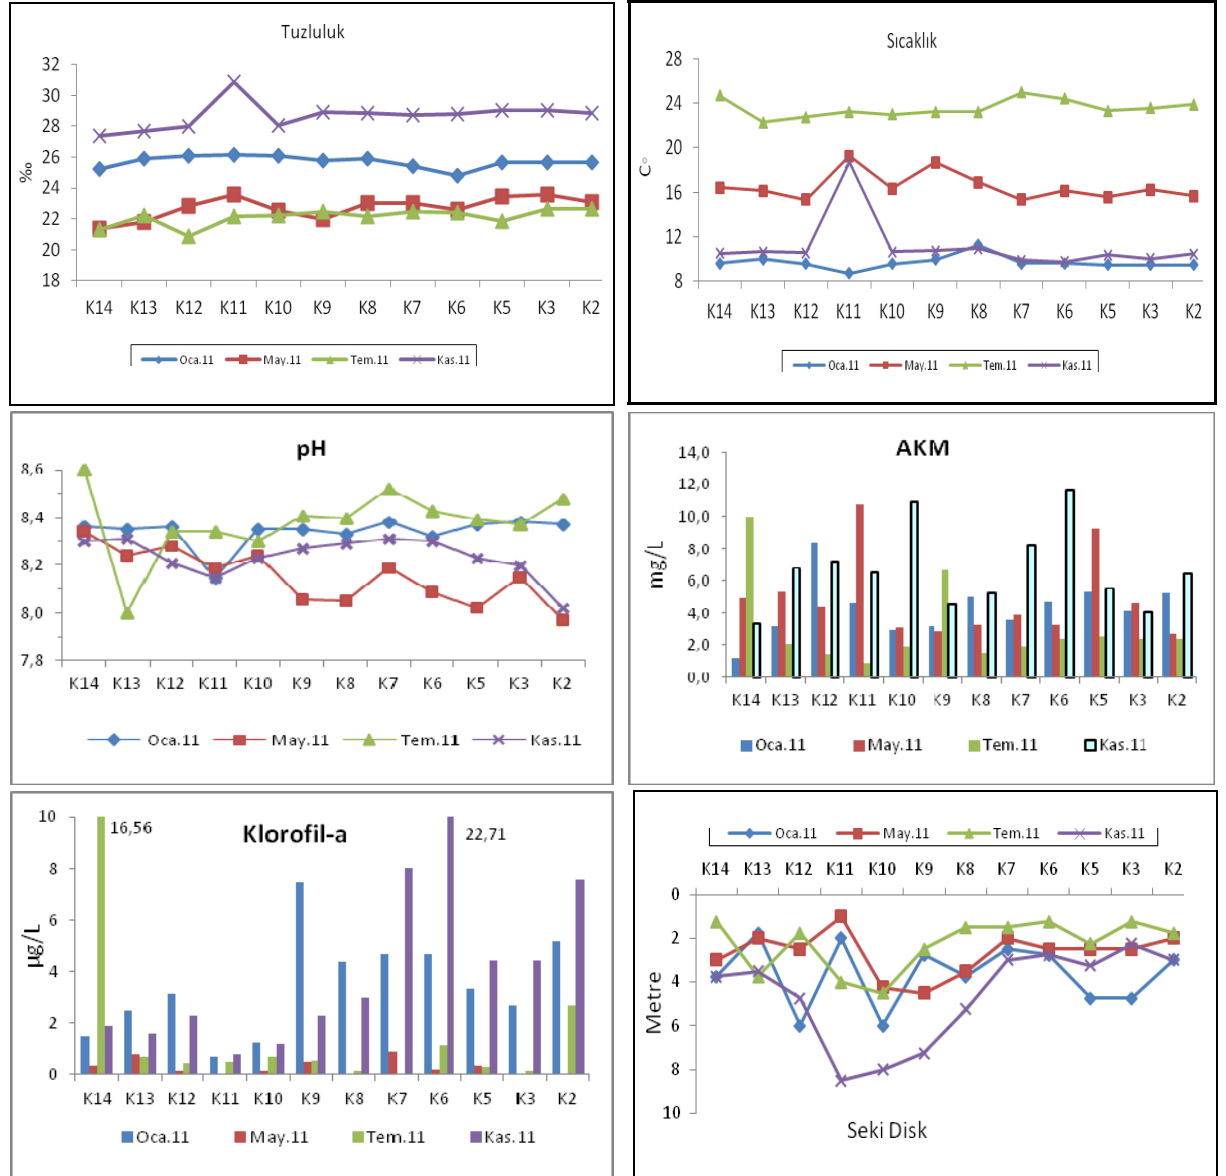 Tuzluluk
32
30
28
26
24
22
20
18
‰
K14 K13 K12 K11 K10 K9 K8 K7 K6 K5 K3 K2
Oca.11 May.11 Tem.11 Kas.11
Sıcaklık
28
24
20
16
12
8
C°
K14 K13 K12 K11 K10 K9 K8 K7 K6 K5 K3 K2
Oca.11 May.11 Tem.11 Kas.11
pH
8,6
8,4
8,2
8,0
7,8
K14 K13 K12 K11 K10 K9 K8 K7 K6 K5 K3 K2
Oca.11 May.11 Tem.11 Kas.11
AKM
14,0
12,0
10,0
8,0
6,0
4,0
2,0
0,0
mg/L
K14 K13 K12 K11 K10 K9 K8 K7 K6 K5 K3 K2
Oca.11 May.11 Tem.11 Kas.11
Klorofil-a
16,56
22,71
10
8
6
4
2
0
µg/L
K14 K13 K12 K11 K10 K9 K8 K7 K6 K5 K3 K2
Oca.11 May.11 Tem.11 Kas.11
Oca.11 May.11 Tem.11 Kas.11
K14 K13 K12 K11 K10 K9 K8 K7 K6 K5 K3 K2
0
2
4
6
8
10
Metre
Seki Disk